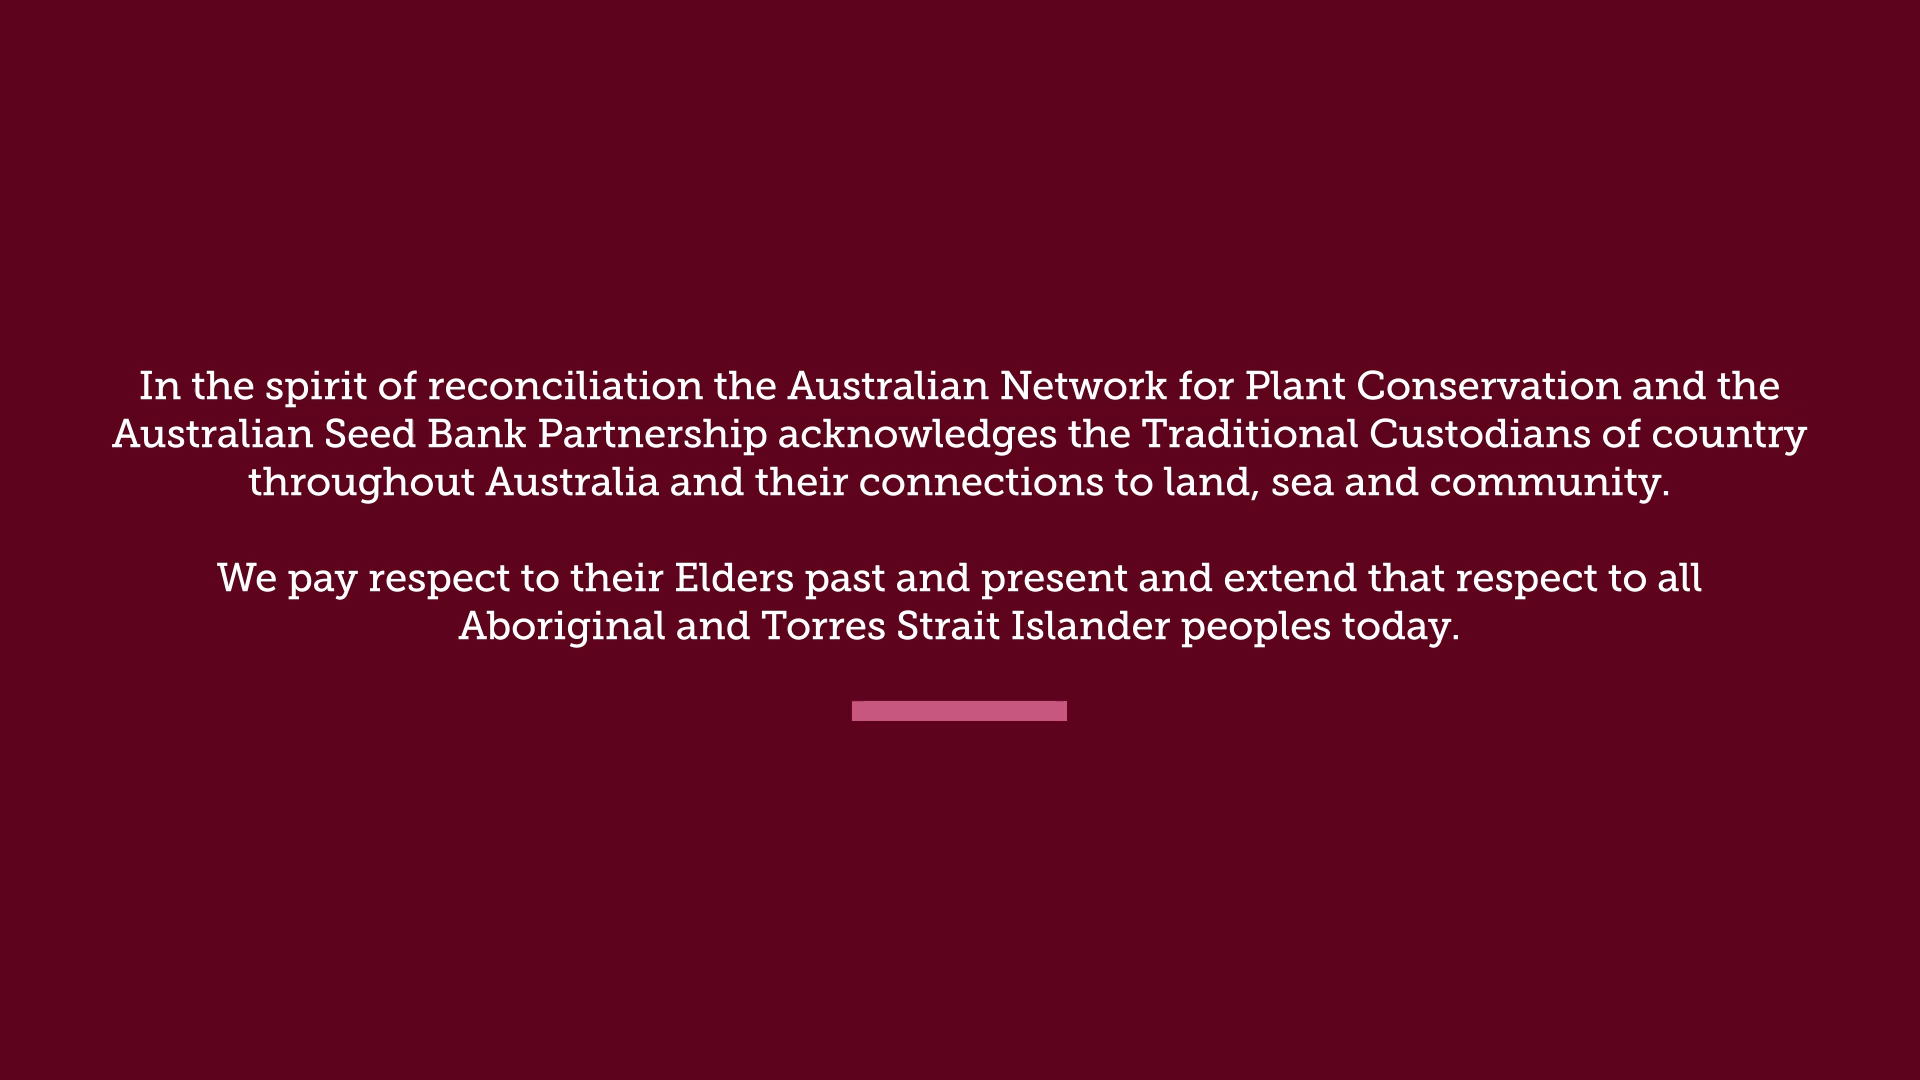 In the spirit of reconciliation the Australian Network for Plant Conservation and the
Australian Seed Bank Partnership acknowledges the Traditional Custodians of country
throughout Australia and their connections to land, sea and community.
We pay respect to their Elders past and present and extend that respect to all
Aboriginal and Torres Strait Islander peoples today.